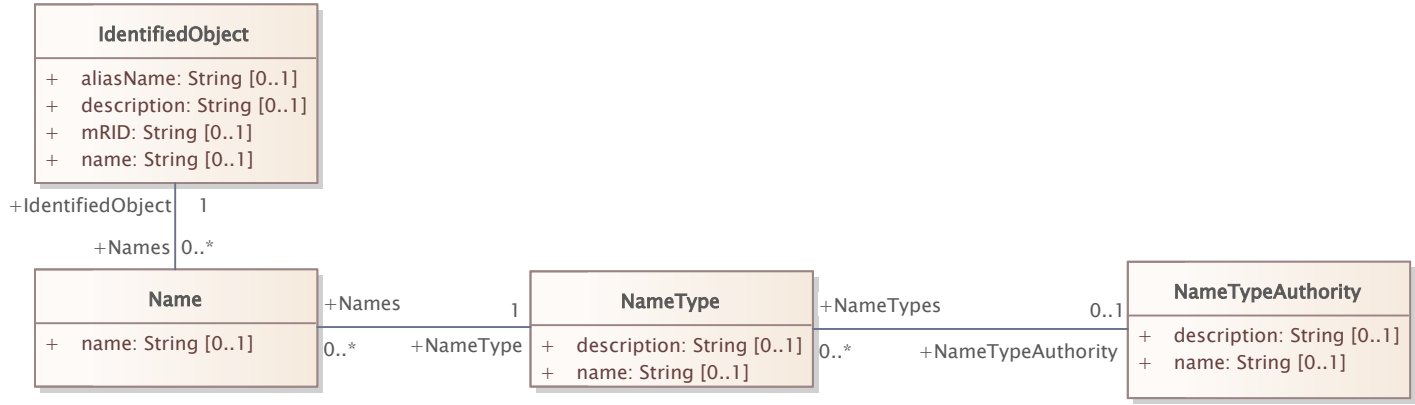 IdentifiedObject
+ aliasName: String [0..1]
+ description: String [0..1]
+ mRID: String [0..1]
+ name: String [0..1]
+IdentifiedObject 1
+Names 0..*
Name
+ name: String [0..1]
+Names 1
0..* +NameType
NameType
+ description: String [0..1]
+ name: String [0..1]
+NameTypes 0..1
0..* +NameTypeAuthority
NameTypeAuthority
+ description: String [0..1]
+ name: String [0..1]